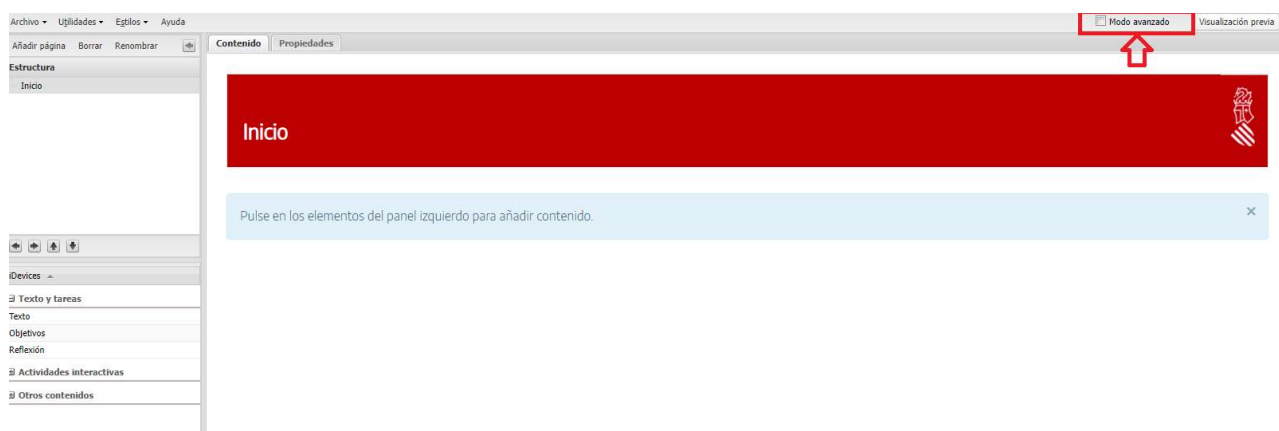 Archivo Utilidades Estilos Ayuda
Modo avanzado Visualización previa
Añadir página Borrar Renombrar
Contenido Propiedades
Estructura
Inicio
Inicio
Pulse en los elementos del panel izquierdo para añadir contenido.
iDevices
Texto y tareas
Texto
Objetivos
Reflexión
Actividades interactivas
Otros contenidos